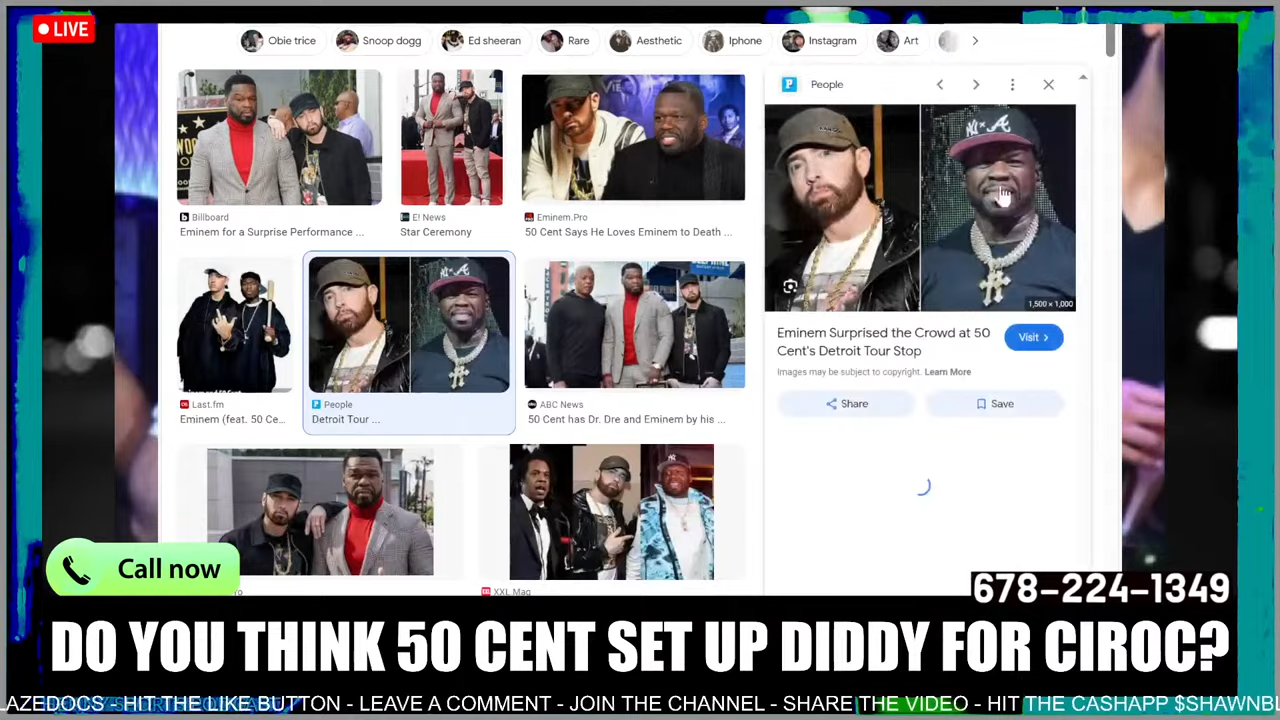 LIVE
Obie trice
Snoop dogg
Ed sheeran
Rare
Aesthetic
Iphone
Instagram
Art
People
Billboard
Eminem for a Surprise Performance ...
E! News
Star Ceremony
Eminem.Pro
50 Cent Says He Loves Eminem to Death ...
1,500 × 1,000
Eminem Surprised the Crowd at 50
Cent's Detroit Tour Stop
Visit
Images may be subject to copyright. Learn More
Share
Save
Last.fm
Eminem (feat. 50 Ce...
People
Detroit Tour ...
ABC News
50 Cent has Dr. Dre and Eminem by his ...
XXL Mag
Call now
678-224-1349
DO YOU THINK 50 CENT SET UP DIDDY FOR CIROC?
LAZEDOCS - HIT THE LIKE BUTTON - LEAVE A COMMENT - JOIN THE CHANNEL - SHARE THE VIDEO - HIT THE CASHAPP $SHAWNBL